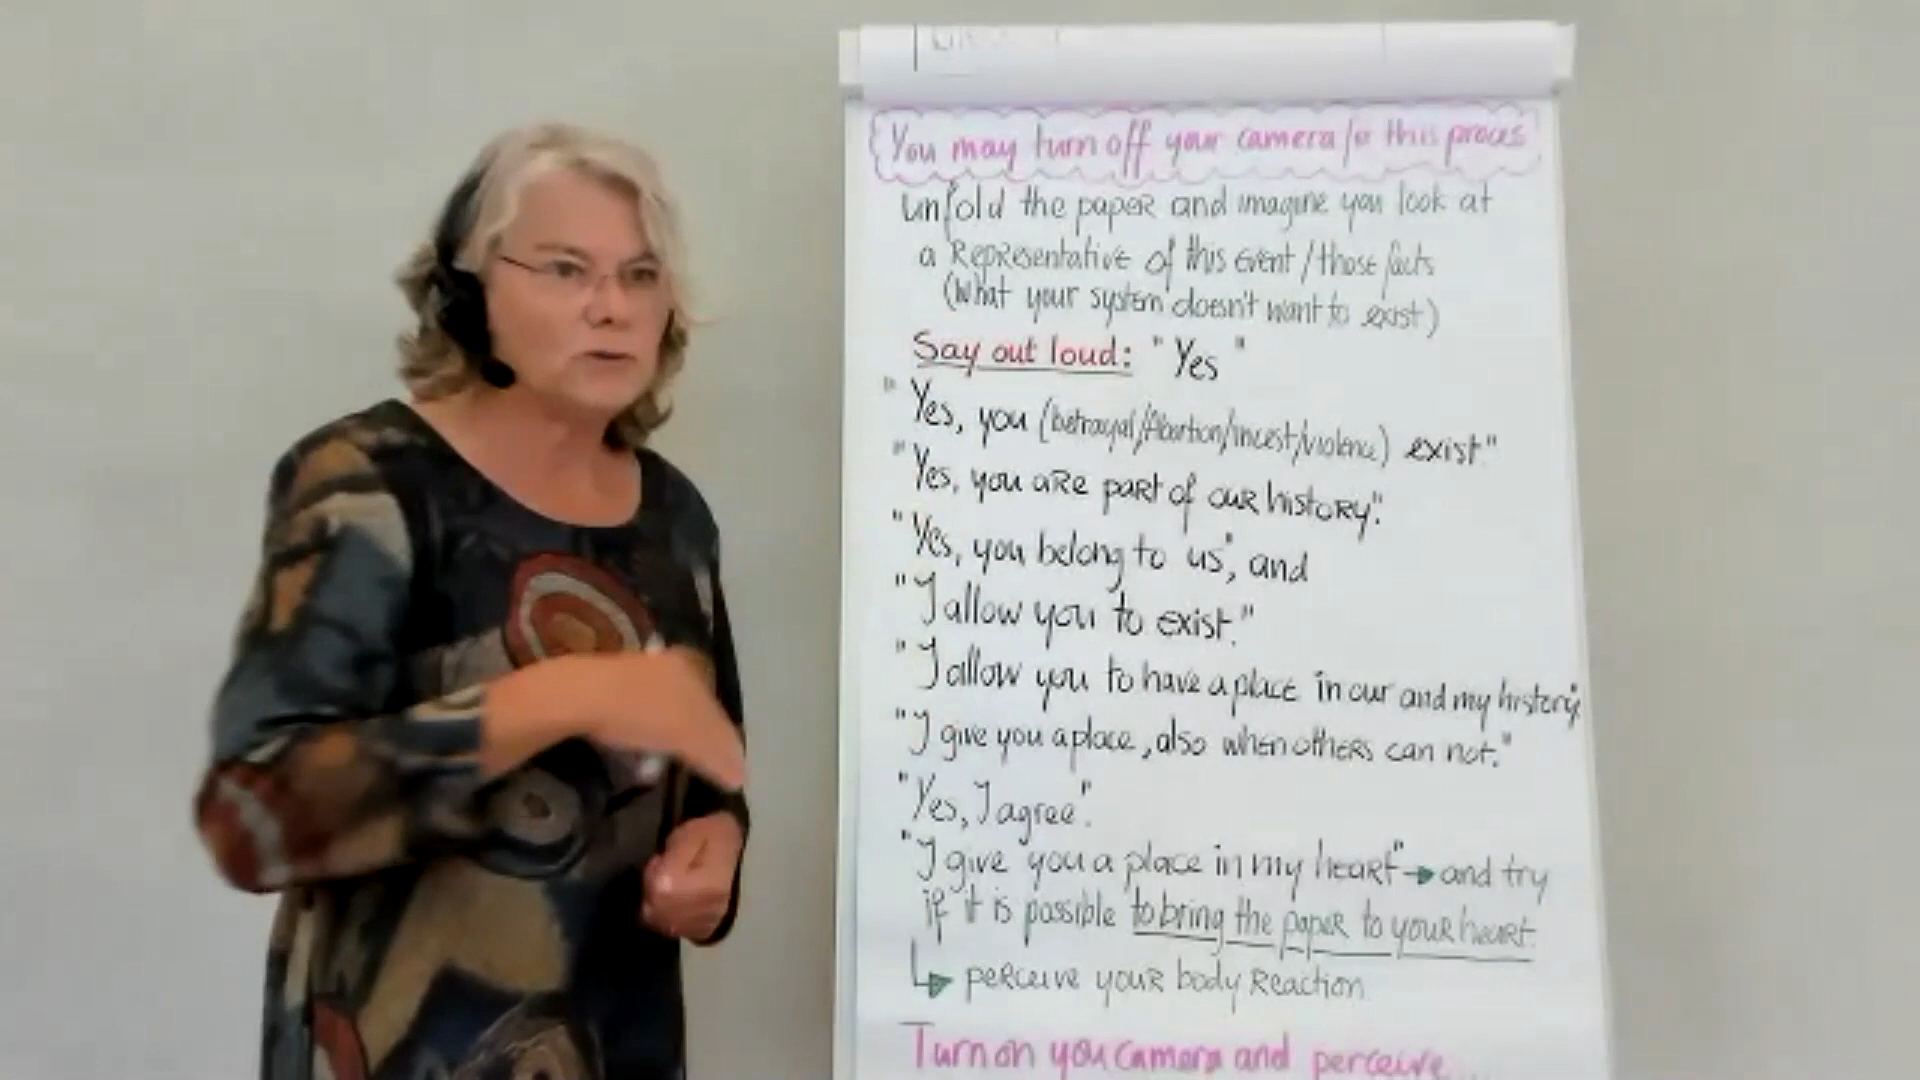 You may turn off your camera fo this proces
unfold the paper and imagine you look at
a Representative of this event/those facts
(What your system doesn't want to exist)
Say out loud: "Yes"
"Yes, you (betrayal/Abortion/incest/violence) exist."
"Yes, you are part of our history".
"Yes, you belong to us", and
"I allow you to exist."
"I allow you to have a place in our and my history"
"I give you a place, also when others can not."
"Yes, I agree".
"I give you a place in my heart" → and try
if it is possible to bring the paper to your heart.
↳ perceive your body Reaction.
Turn on you camera and perceive...